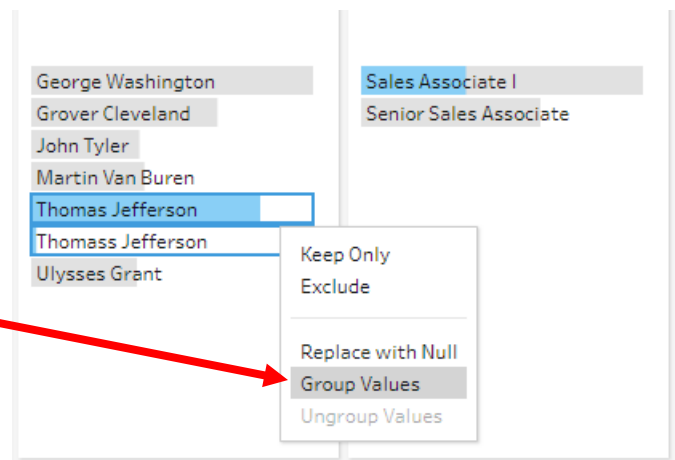 George Washington
Grover Cleveland
John Tyler
Martin Van Buren
Thomas Jefferson
Thomass Jefferson
Ulysses Grant
Sales Associate I
Senior Sales Associate
Keep Only
Exclude
Replace with Null
Group Values
Ungroup Values